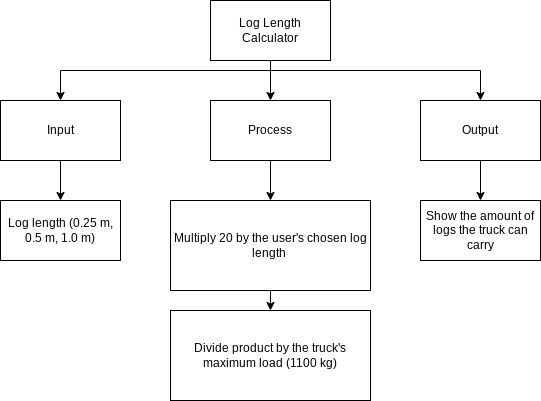 Log Length
Calculator
Input
Process
Output
Log length (0.25 m,
0.5 m, 1.0 m)
Multiply 20 by the user's chosen log
length
Show the amount of
logs the truck can
carry
Divide product by the truck's
maximum load (1100 kg)